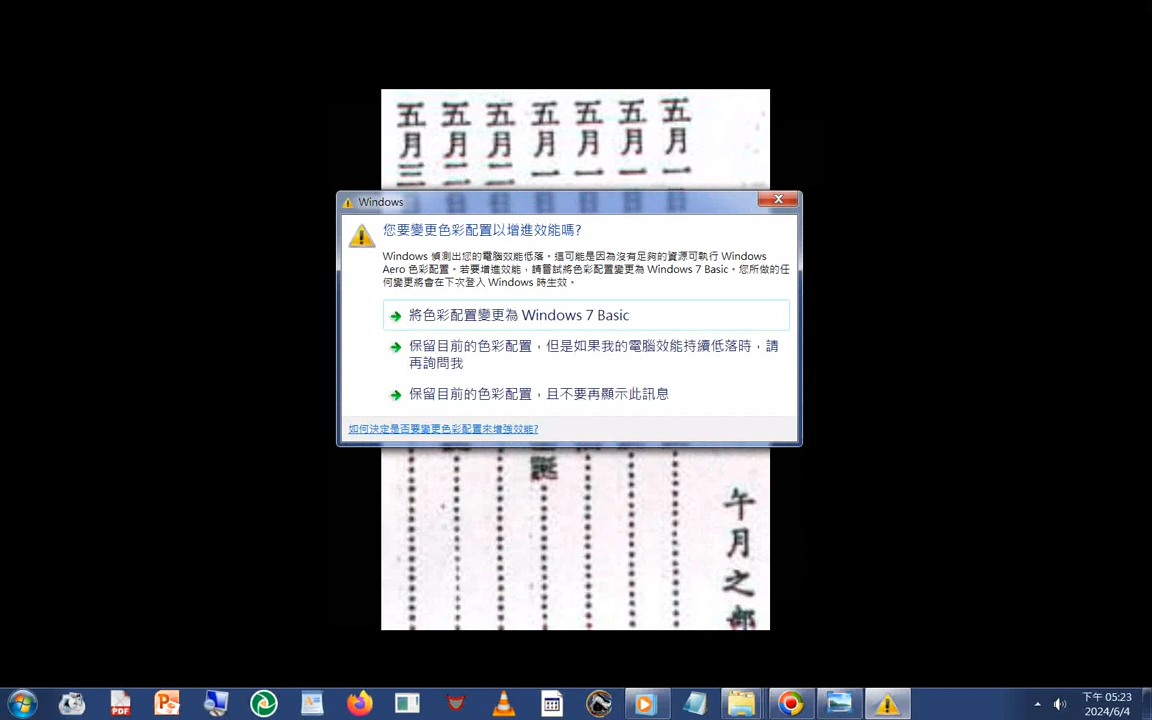 五月一日
五月一日
五月一日
五月一日
五月二日
五月二日
五月三日
誕
午月之部
Windows
您要變更色彩配置以增進效能嗎?
Windows 偵測出您的電腦效能低落。這可能是因為沒有足夠的資源可執行 Windows
Aero 色彩配置。若要增進效能，請嘗試將色彩配置變更為 Windows 7 Basic。您所做的任
何變更將會在下次登入 Windows 時生效。
將色彩配置變更為 Windows 7 Basic
保留目前的色彩配置，但是如果我的電腦效能持續低落時，請
再詢問我
保留目前的色彩配置，且不要再顯示此訊息
如何決定是否要變更色彩配置來增強效能?
PDF
下午 05:23
2024/6/4